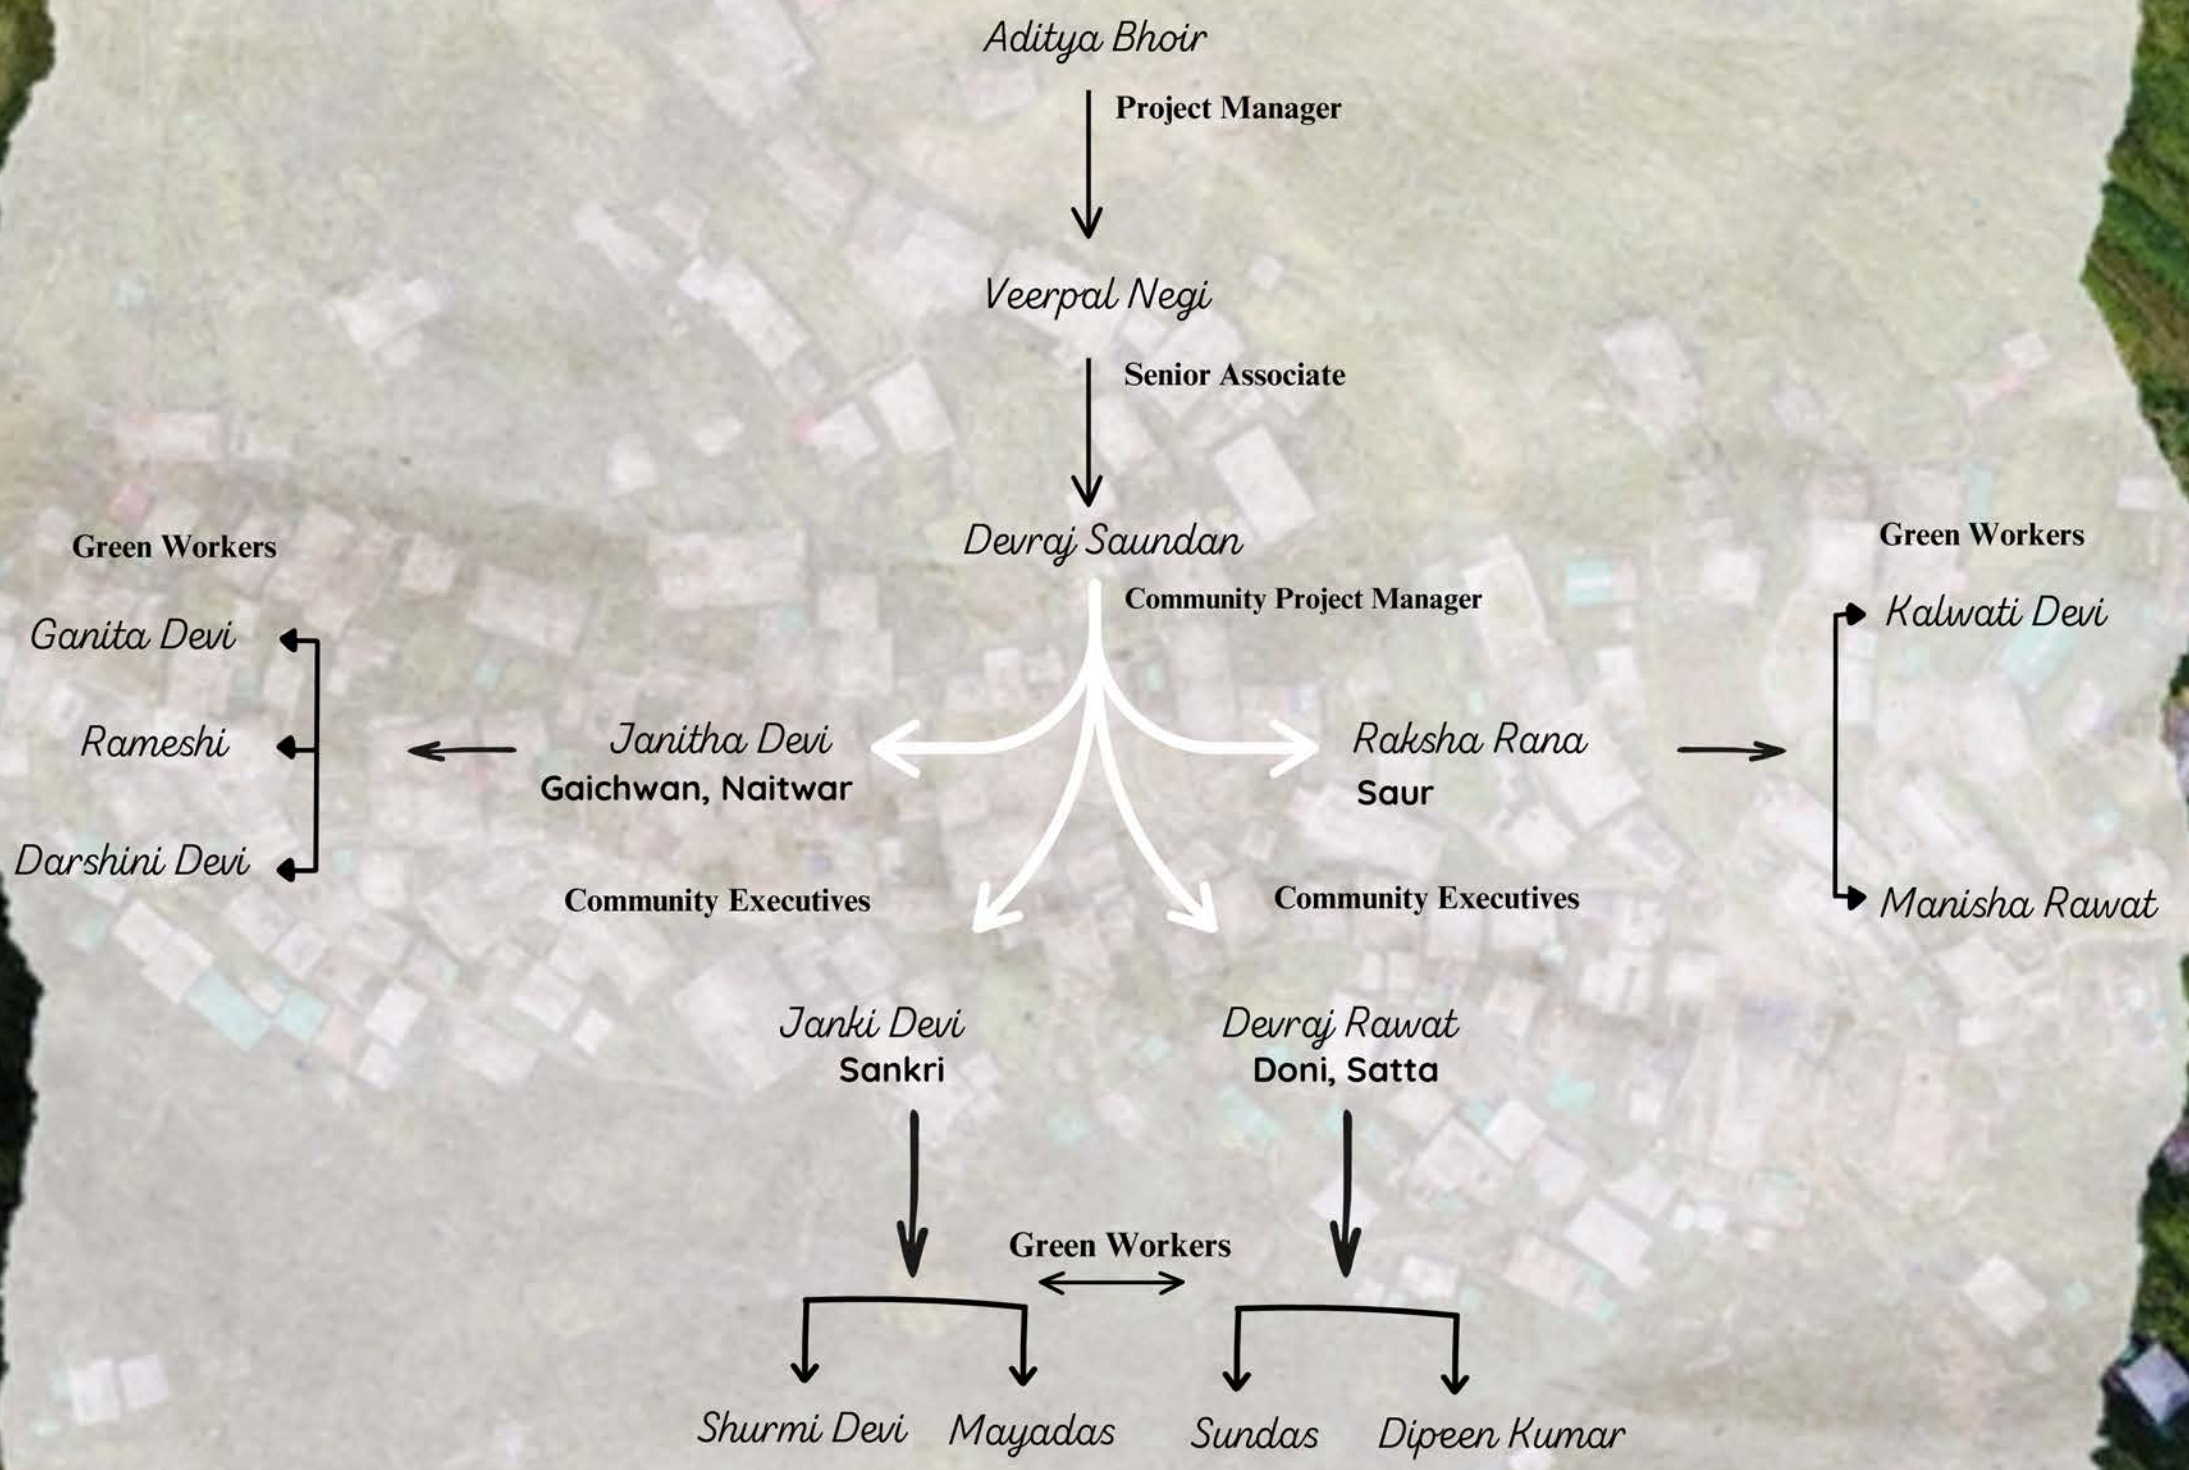 Aditya Bhoir
Project Manager
Veerpal Negi
Senior Associate
Devraj Saundan
Community Project Manager
Green Workers
Ganita Devi
Rameshi
Darshini Devi
Janitha Devi
Gaichwan, Naitwar
Community Executives
Raksha Rana
Saur
Community Executives
Green Workers
Kalwati Devi
Manisha Rawat
Janki Devi
Sankri
Devraj Rawat
Doni, Satta
Green Workers
Shurmi Devi
Mayadas
Sundas
Dipeen Kumar